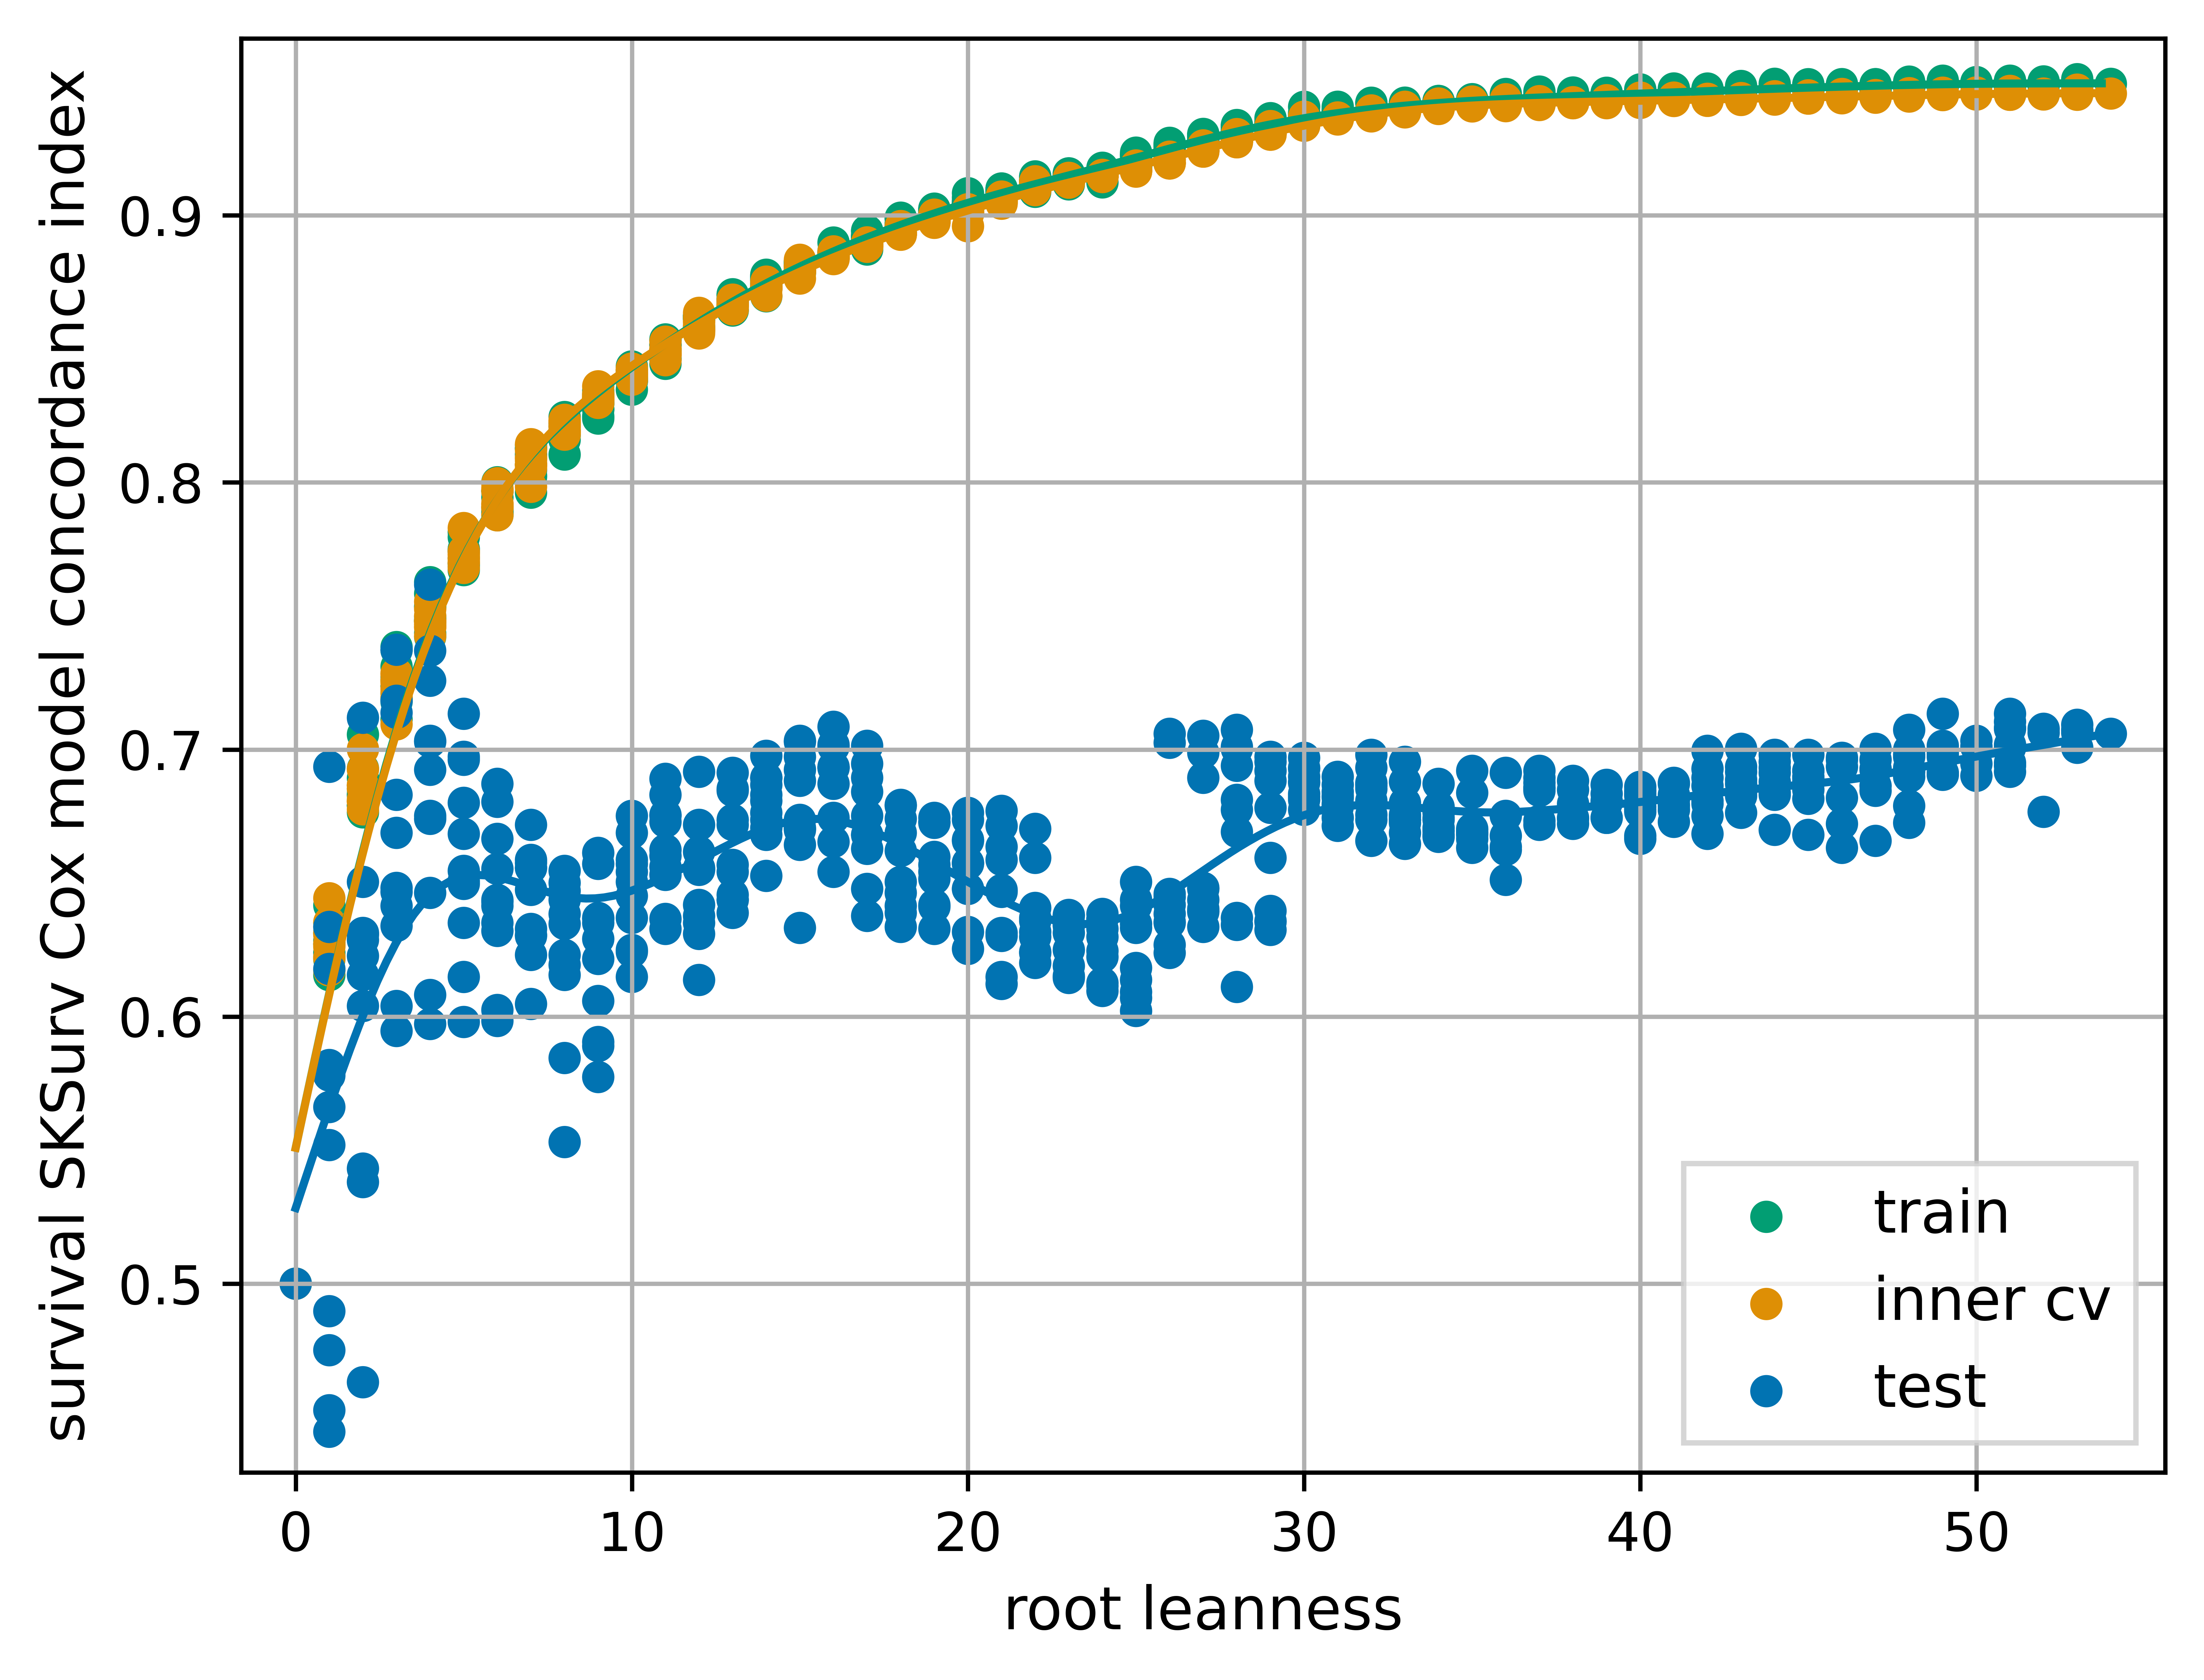 survival SKSurv Cox model concordance index
0.9
0.8
0.7
0.6
0.5
0 10 20 30 40 50
root leanness
train
inner cv
test